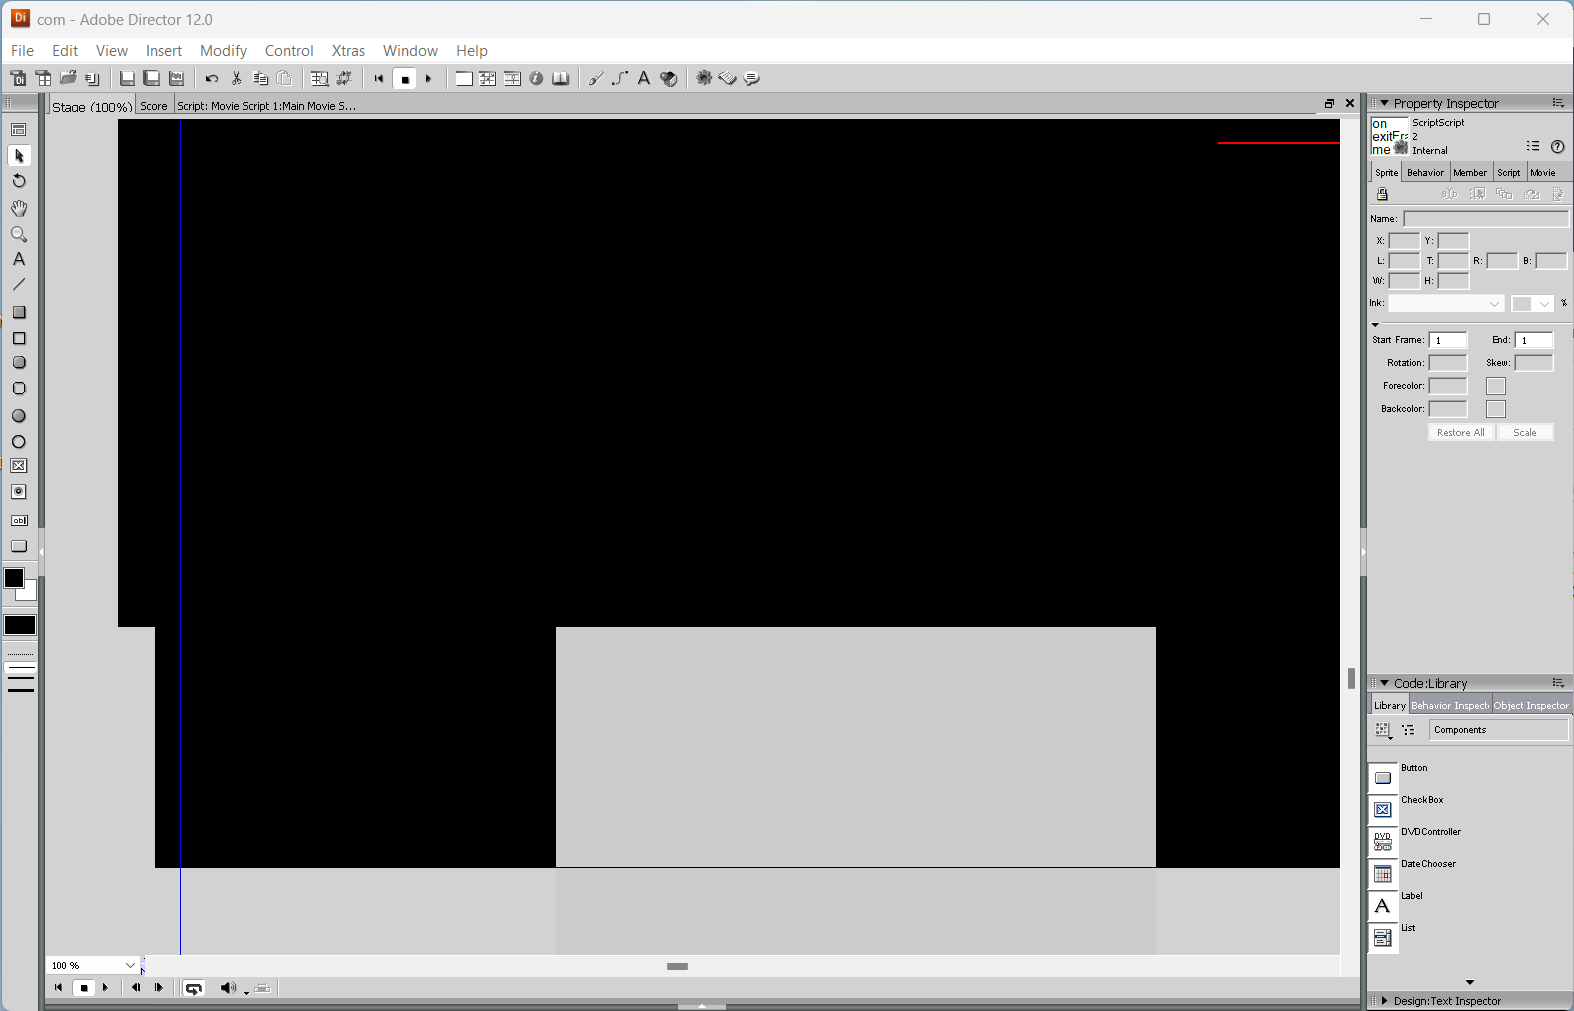 com - Adobe Director 12.0
File Edit View Insert Modify Control Xtras Window Help
Stage (100%) Score Script: Movie Script 1:Main Movie S...
Property Inspector
on exitFrame
ScriptScript
2
Internal
Sprite Behavior Member Script Movie
Name:
X: Y:
L: T: R: B:
W: H:
Ink: %
Start Frame: 1 End: 1
Rotation: Skew:
Forecolor:
Backcolor:
Restore All Scale
Code:Library
Library Behavior Inspect Object Inspector
Components
Button
CheckBox
DVD
DVDController
DateChooser
Label
List
100 %
Design:Text Inspector